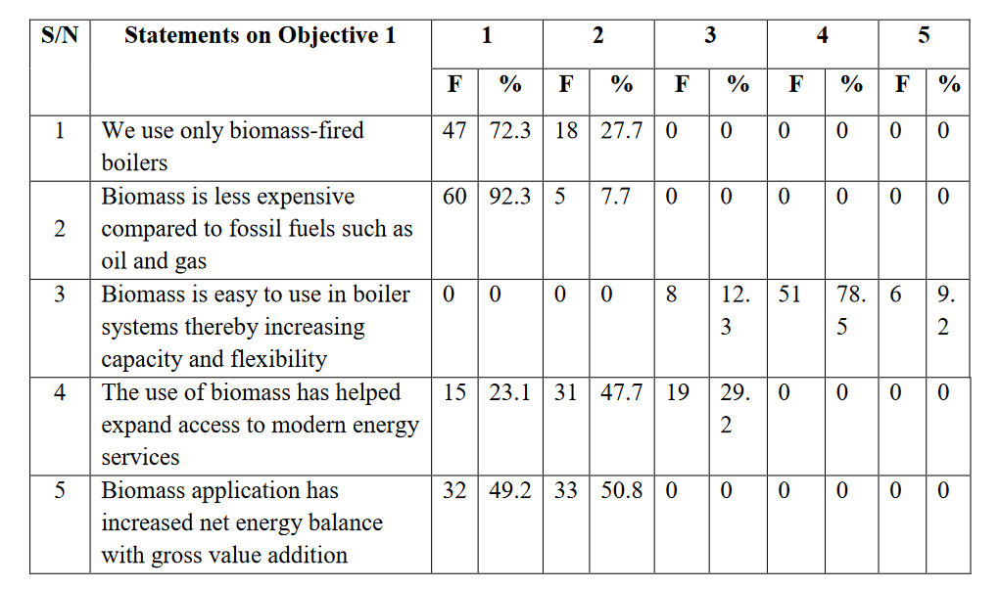 S/N Statements on Objective 1 1 2 3 4 5
F % F % F % F % F %
1 We use only biomass-fired 47 72.3 18 27.7 0 0 0 0 0 0
boilers
Biomass is less expensive 60 92.3 5 7.7 0 0 0 0 0 0
2 compared to fossil fuels such as
oil and gas
3 Biomass is easy to use in boiler 0 0 0 0 8 12. 51 78. 6 9.
systems thereby increasing 3 5 2
capacity and flexibility
4 The use of biomass has helped 15 23.1 31 47.7 19 29. 0 0 0 0
expand access to modern energy 2
services
5 Biomass application has 32 49.2 33 50.8 0 0 0 0 0 0
increased net energy balance
with gross value addition